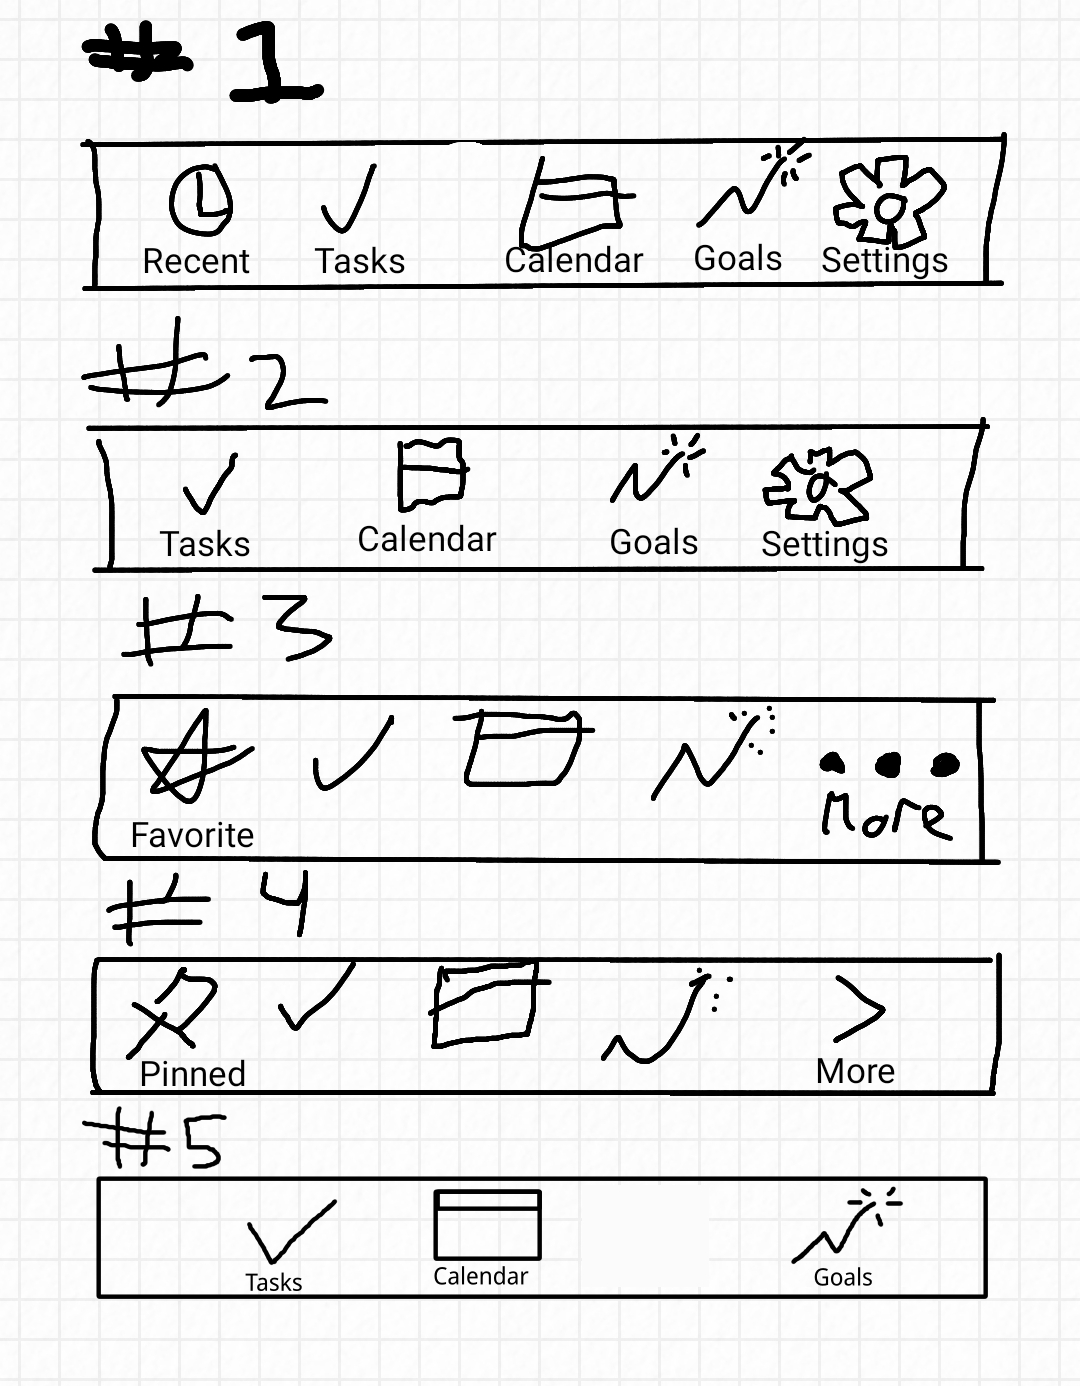 # 1
Recent Tasks Calendar Goals Settings
# 2
Tasks Calendar Goals Settings
# 3
More
Favorite
# 4
Pinned More
#5
Tasks Calendar Goals